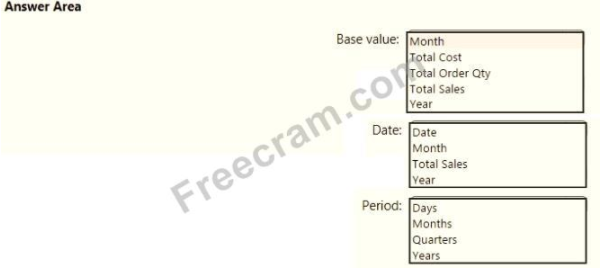 Answer Area
Base value:
Month
Total Cost
Total Order Qty
Total Sales
Year
Date:
Date
Month
Total Sales
Year
Period:
Days
Months
Quarters
Years
Freecram.com